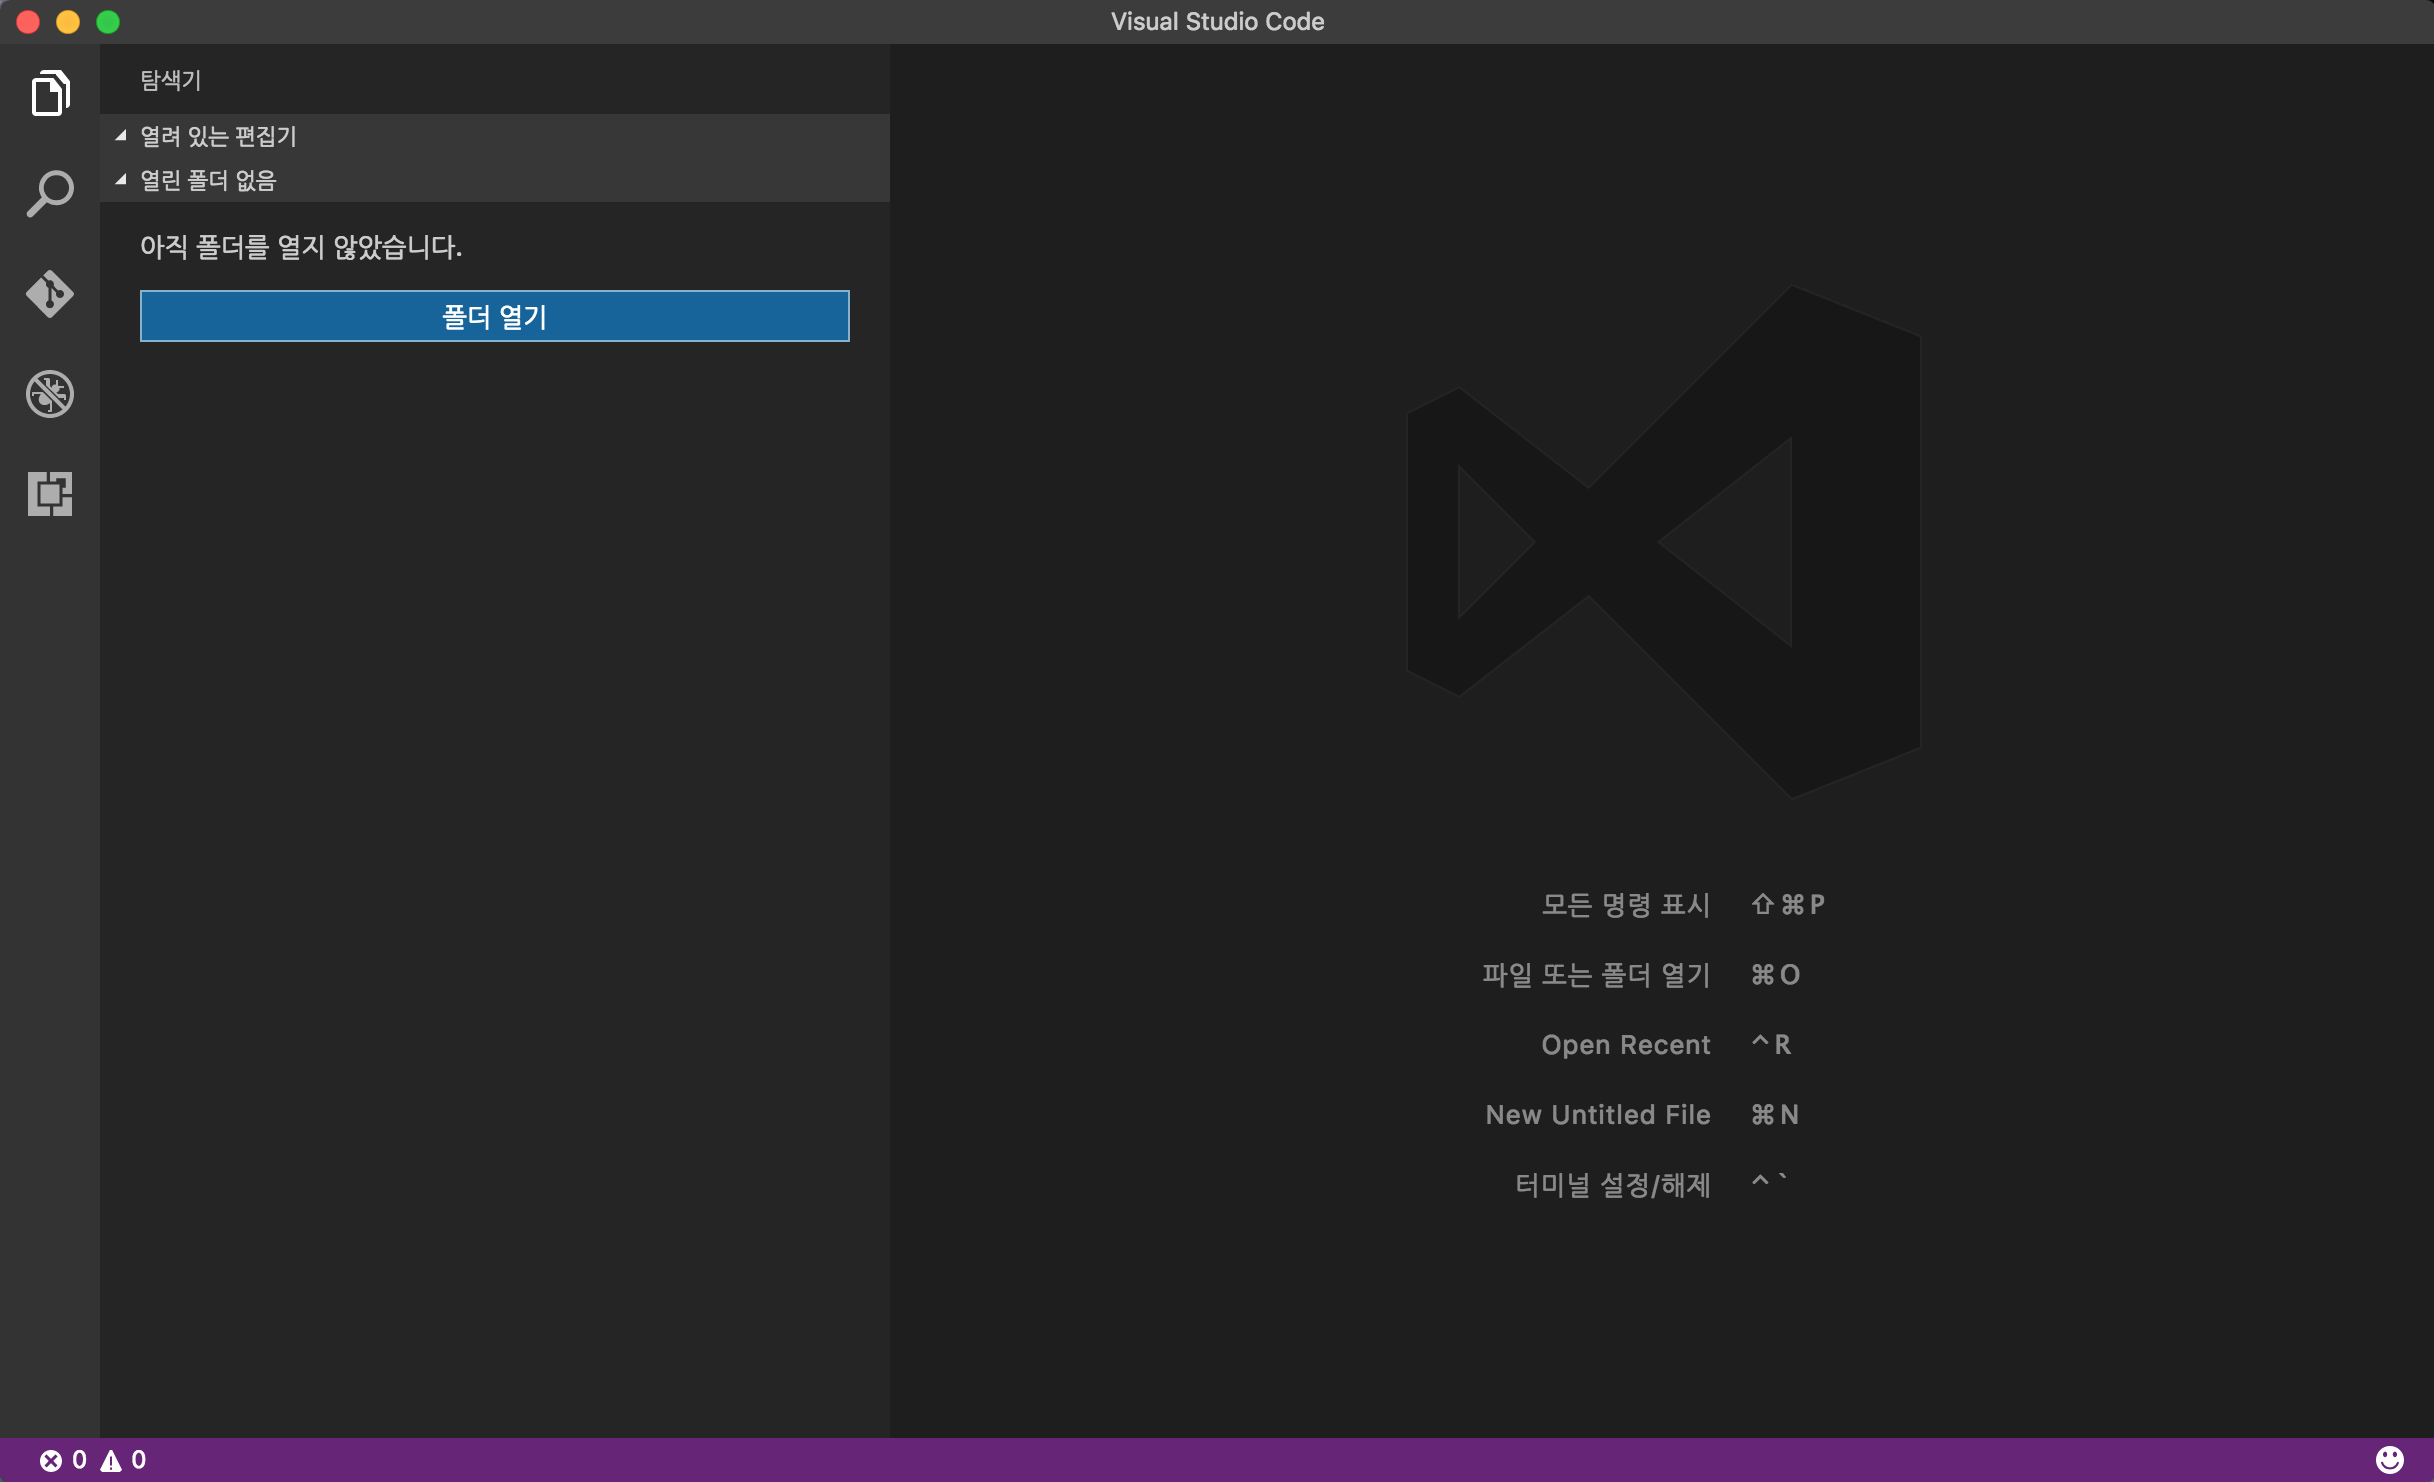 Visual Studio Code
탐색기
열려 있는 편집기
열린 폴더 없음
아직 폴더를 열지 않았습니다.
폴더 열기
모든 명령 표시 ⇧⌘P
파일 또는 폴더 열기 ⌘O
Open Recent ^R
New Untitled File ⌘N
터미널 설정/해제 ^`
0 0